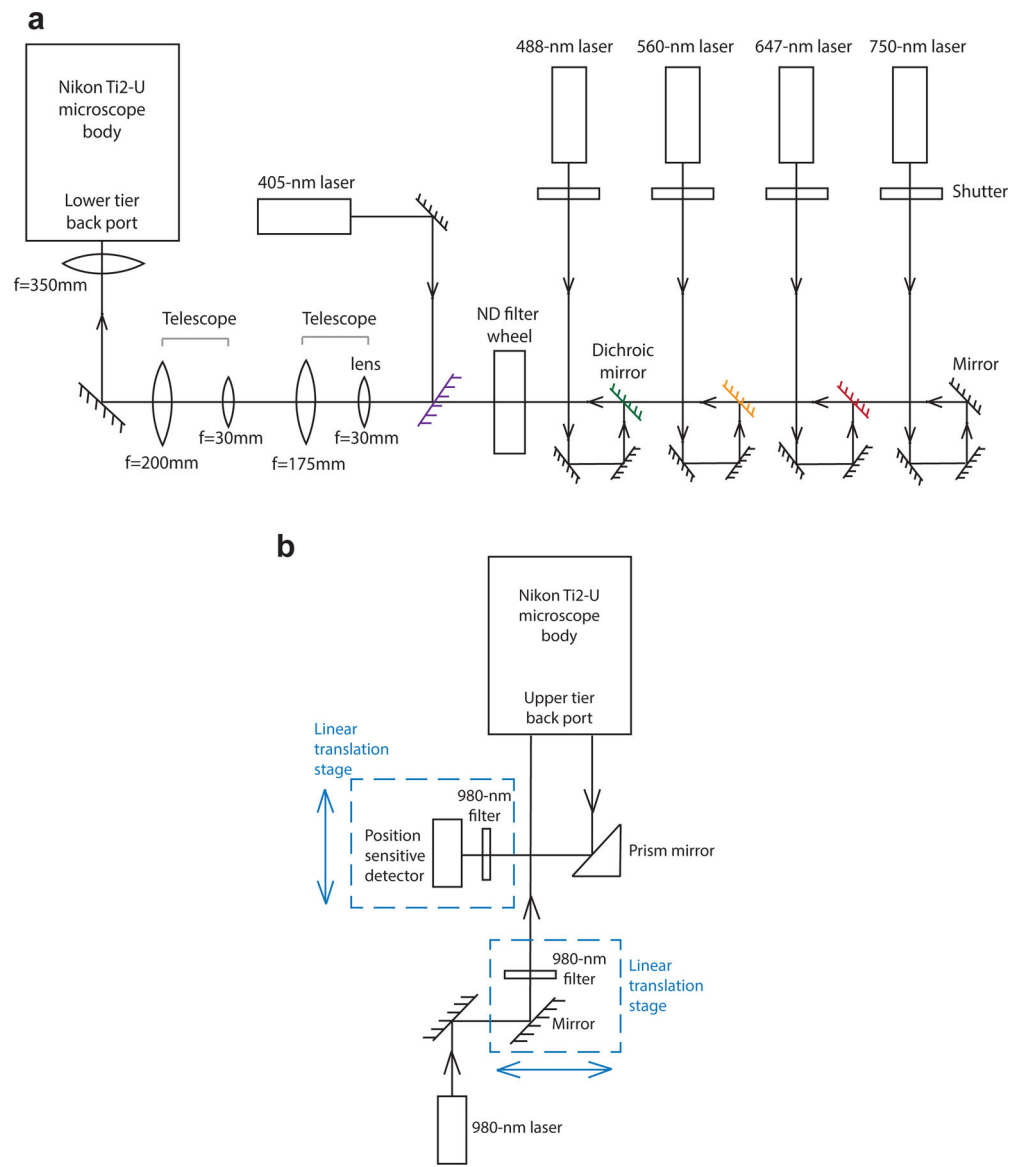 a
488-nm laser
560-nm laser
647-nm laser
750-nm laser
Nikon Ti2-U
microscope
body
Lower tier
back port
405-nm laser
Shutter
f=350mm
Telescope
Telescope
ND filter
wheel
Dichroic
mirror
Mirror
lens
f=30mm
f=30mm
f=200mm
f=175mm
b
Nikon Ti2-U
microscope
body
Upper tier
back port
Linear
translation
stage
980-nm
filter
Position
sensitive
detector
Prism mirror
980-nm
filter
Linear
translation
stage
Mirror
980-nm laser